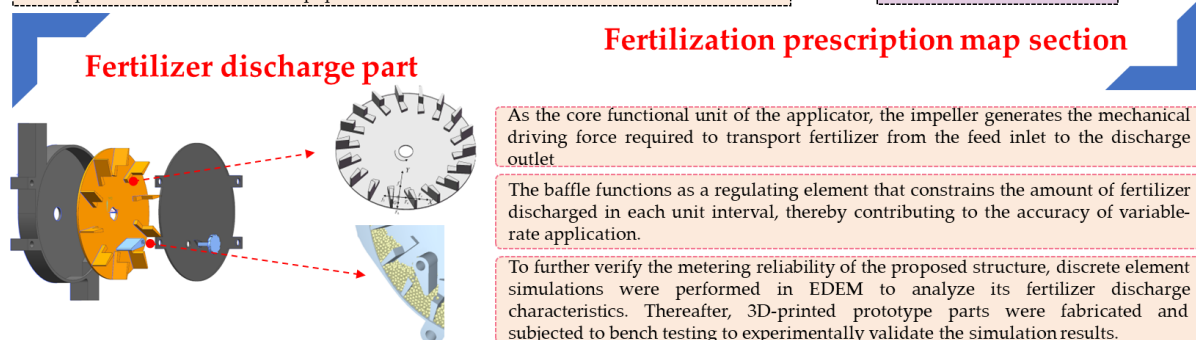 Fertilization prescription map section
Fertilizer discharge part
As the core functional unit of the applicator, the impeller generates the mechanical
driving force required to transport fertilizer from the feed inlet to the discharge
outlet
The baffle functions as a regulating element that constrains the amount of fertilizer
discharged in each unit interval, thereby contributing to the accuracy of variable-
rate application.
To further verify the metering reliability of the proposed structure, discrete element
simulations were performed in EDEM to analyze its fertilizer discharge
characteristics. Thereafter, 3D-printed prototype parts were fabricated and
subjected to bench testing to experimentally validate the simulation results.